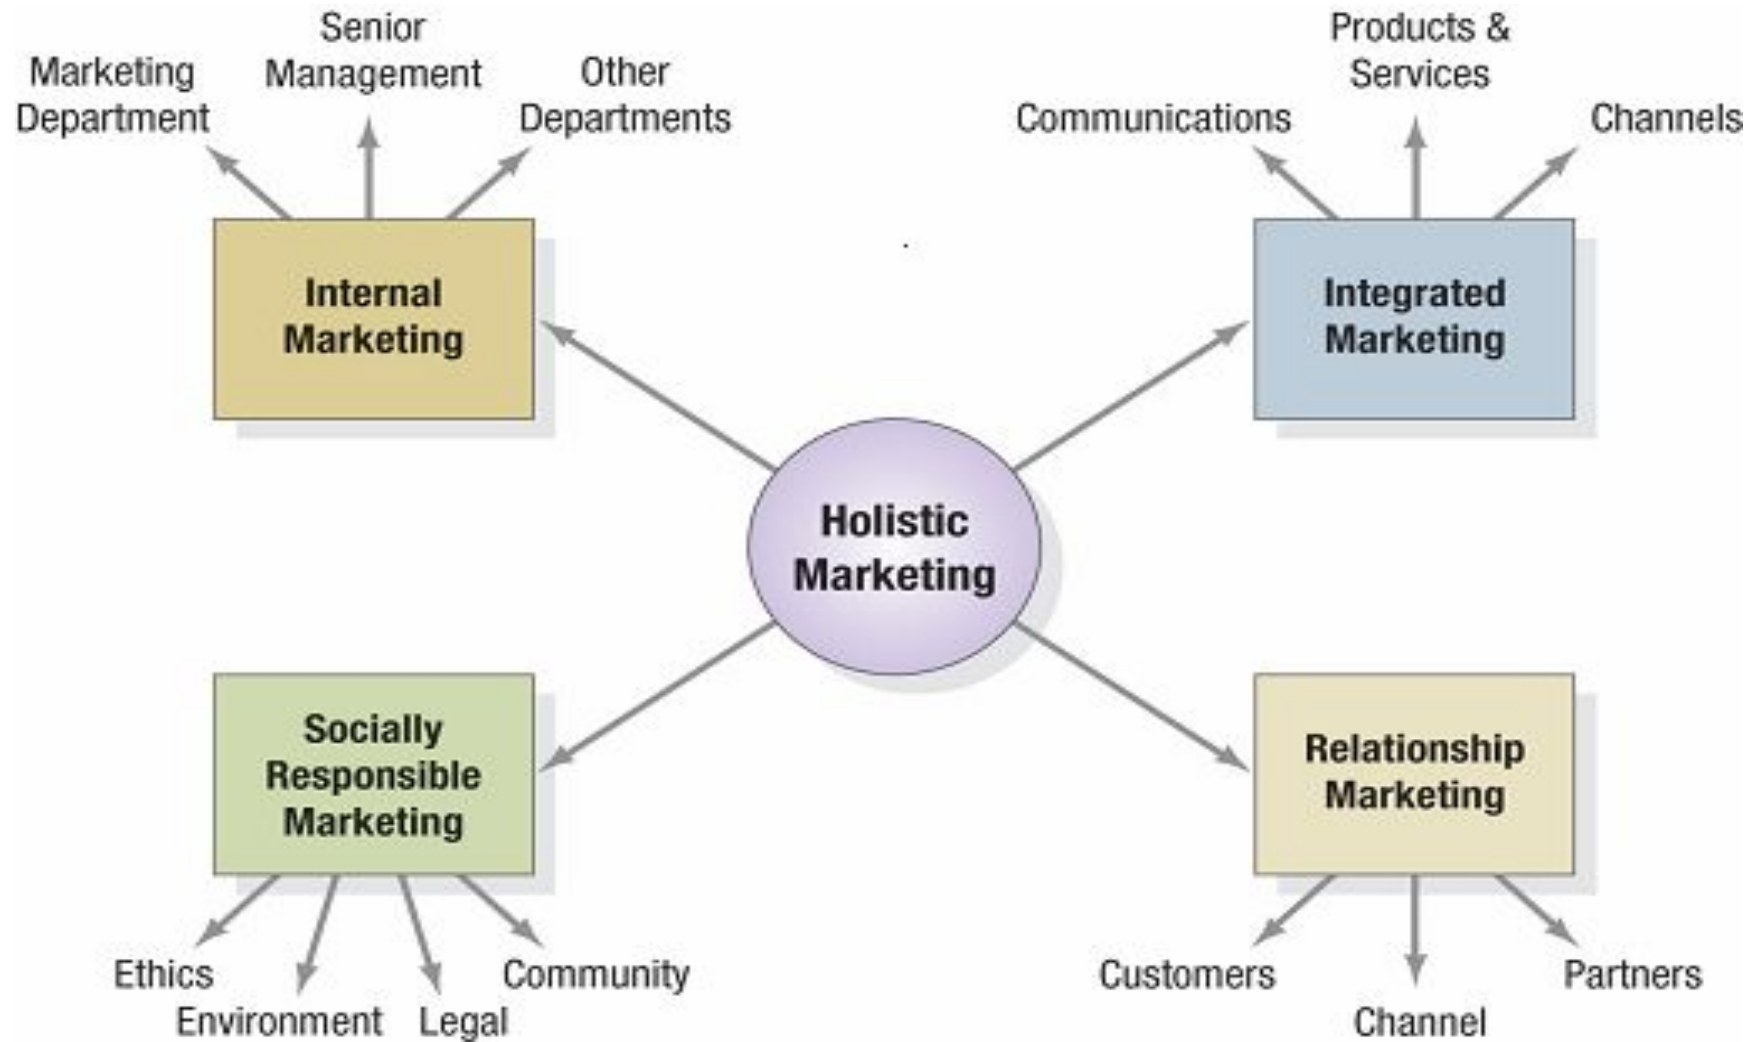 Senior
Management
Marketing
Department
Other
Departments
Products &
Services
Communications
Channels
Internal
Marketing
Integrated
Marketing
Holistic
Marketing
Socially
Responsible
Marketing
Relationship
Marketing
Ethics
Environment
Legal
Community
Customers
Channel
Partners